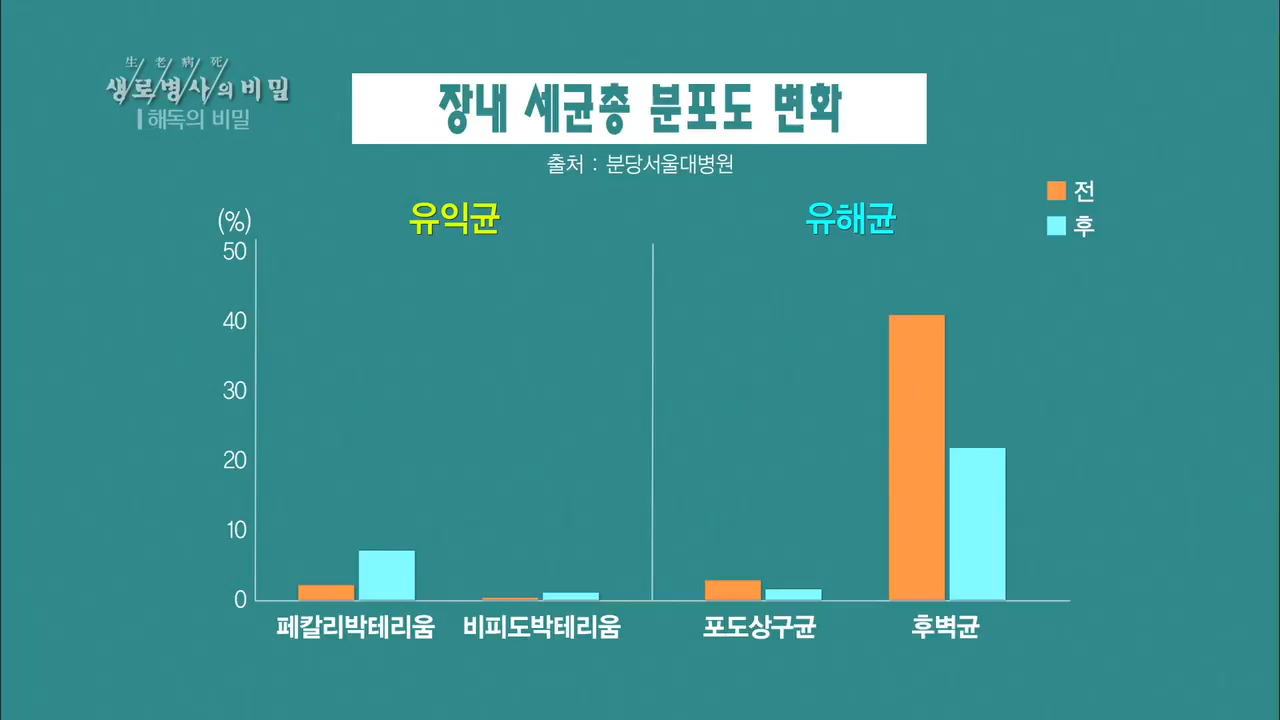 生老病死
생로병사의 비밀
해독의 비밀
장내 세균층 분포도 변화
출처 : 분당서울대병원
전
후
(%)
유익균
유해균
50
40
30
20
10
0
페칼리박테리움
비피도박테리움
포도상구균
후벽균